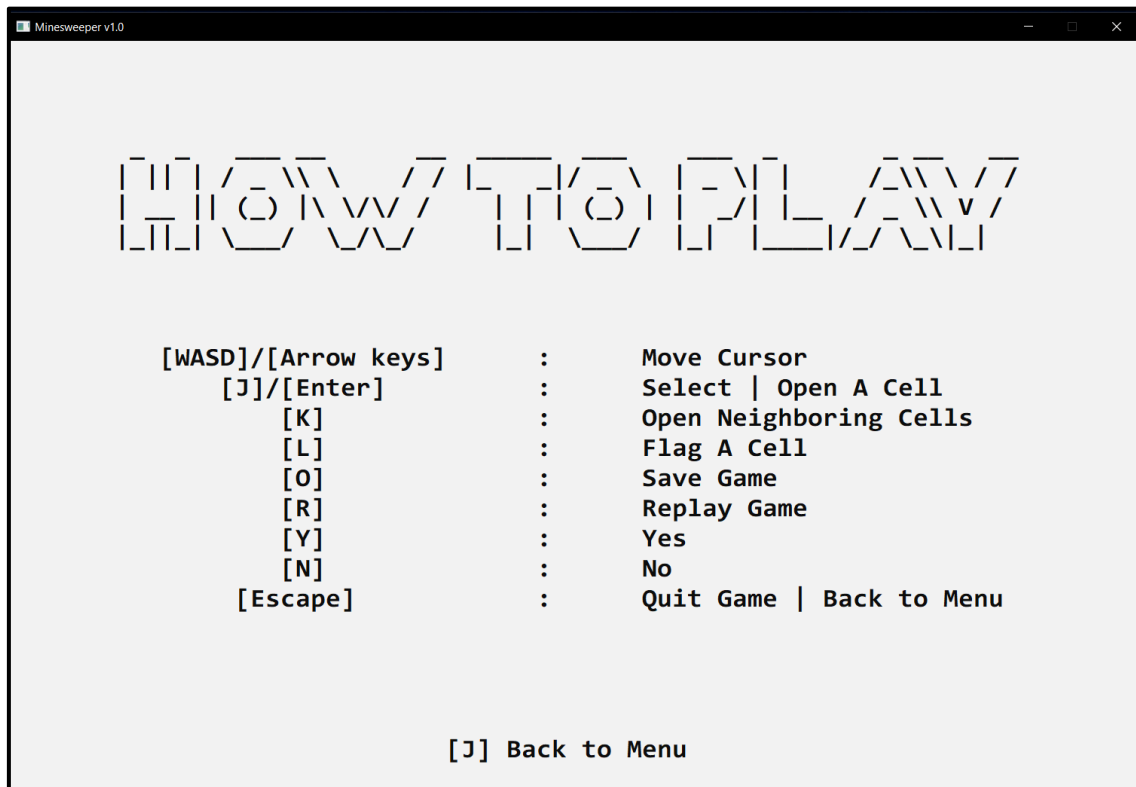 Minesweeper v1.0
HOW TO PLAY
[WASD]/[Arrow keys] : Move Cursor
[J]/[Enter] : Select | Open A Cell
[K] : Open Neighboring Cells
[L] : Flag A Cell
[O] : Save Game
[R] : Replay Game
[Y] : Yes
[N] : No
[Escape] : Quit Game | Back to Menu
[J] Back to Menu